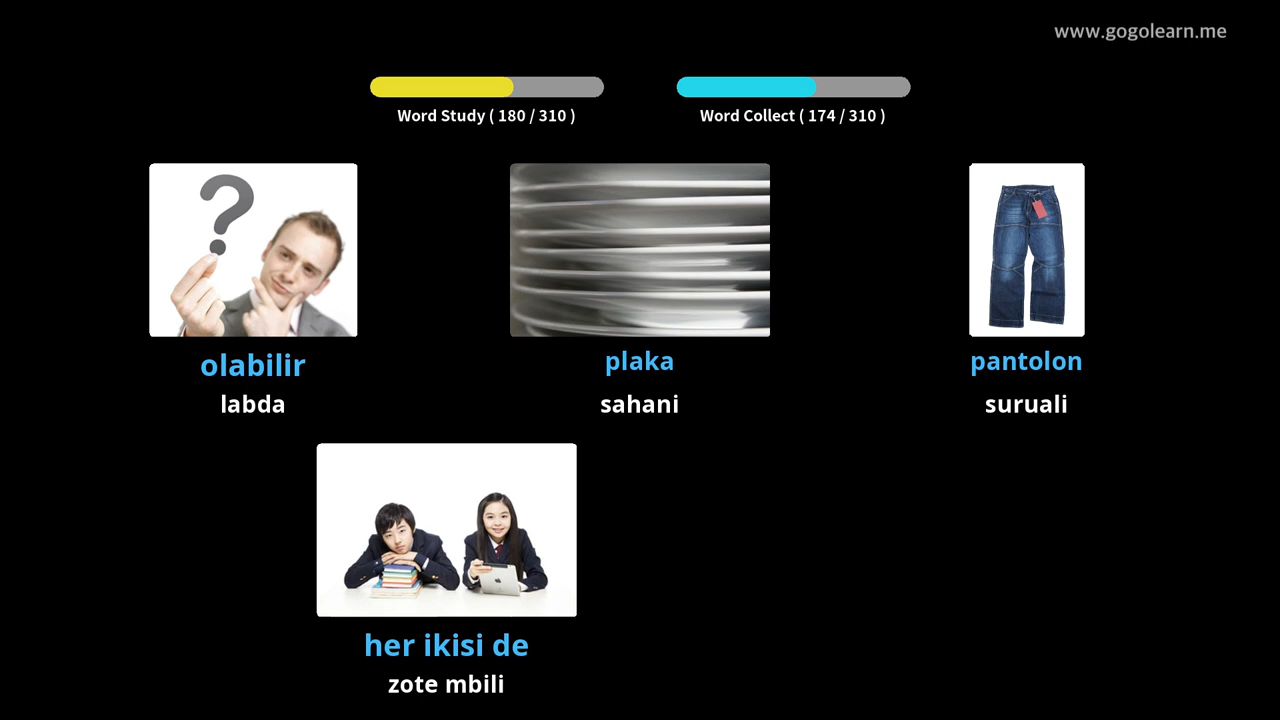 www.gogolearn.me
Word Study ( 180 / 310 )
Word Collect ( 174 / 310 )
olabilir
labda
plaka
sahani
pantolon
suruali
her ikisi de
zote mbili